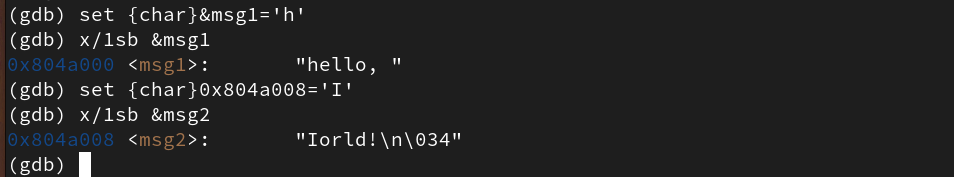 (gdb) set {char}&msg1='h'
(gdb) x/1sb &msg1
0x804a000 <msg1>:      "hello, "
(gdb) set {char}0x804a008='I'
(gdb) x/1sb &msg2
0x804a008 <msg2>:      "Iorld!\n\034"
(gdb)